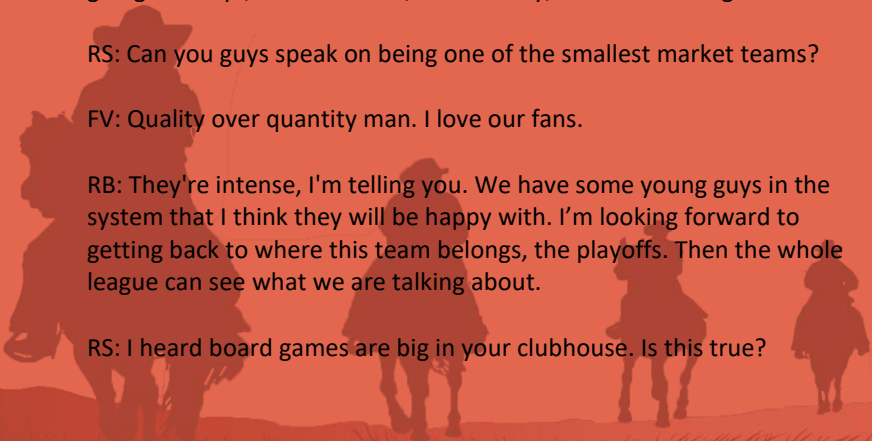 RS: Can you guys speak on being one of the smallest market teams?
FV: Quality over quantity man. I love our fans.
RB: They're intense, I'm telling you. We have some young guys in the
system that I think they will be happy with. I’m looking forward to
getting back to where this team belongs, the playoffs. Then the whole
league can see what we are talking about.
RS: I heard board games are big in your clubhouse. Is this true?